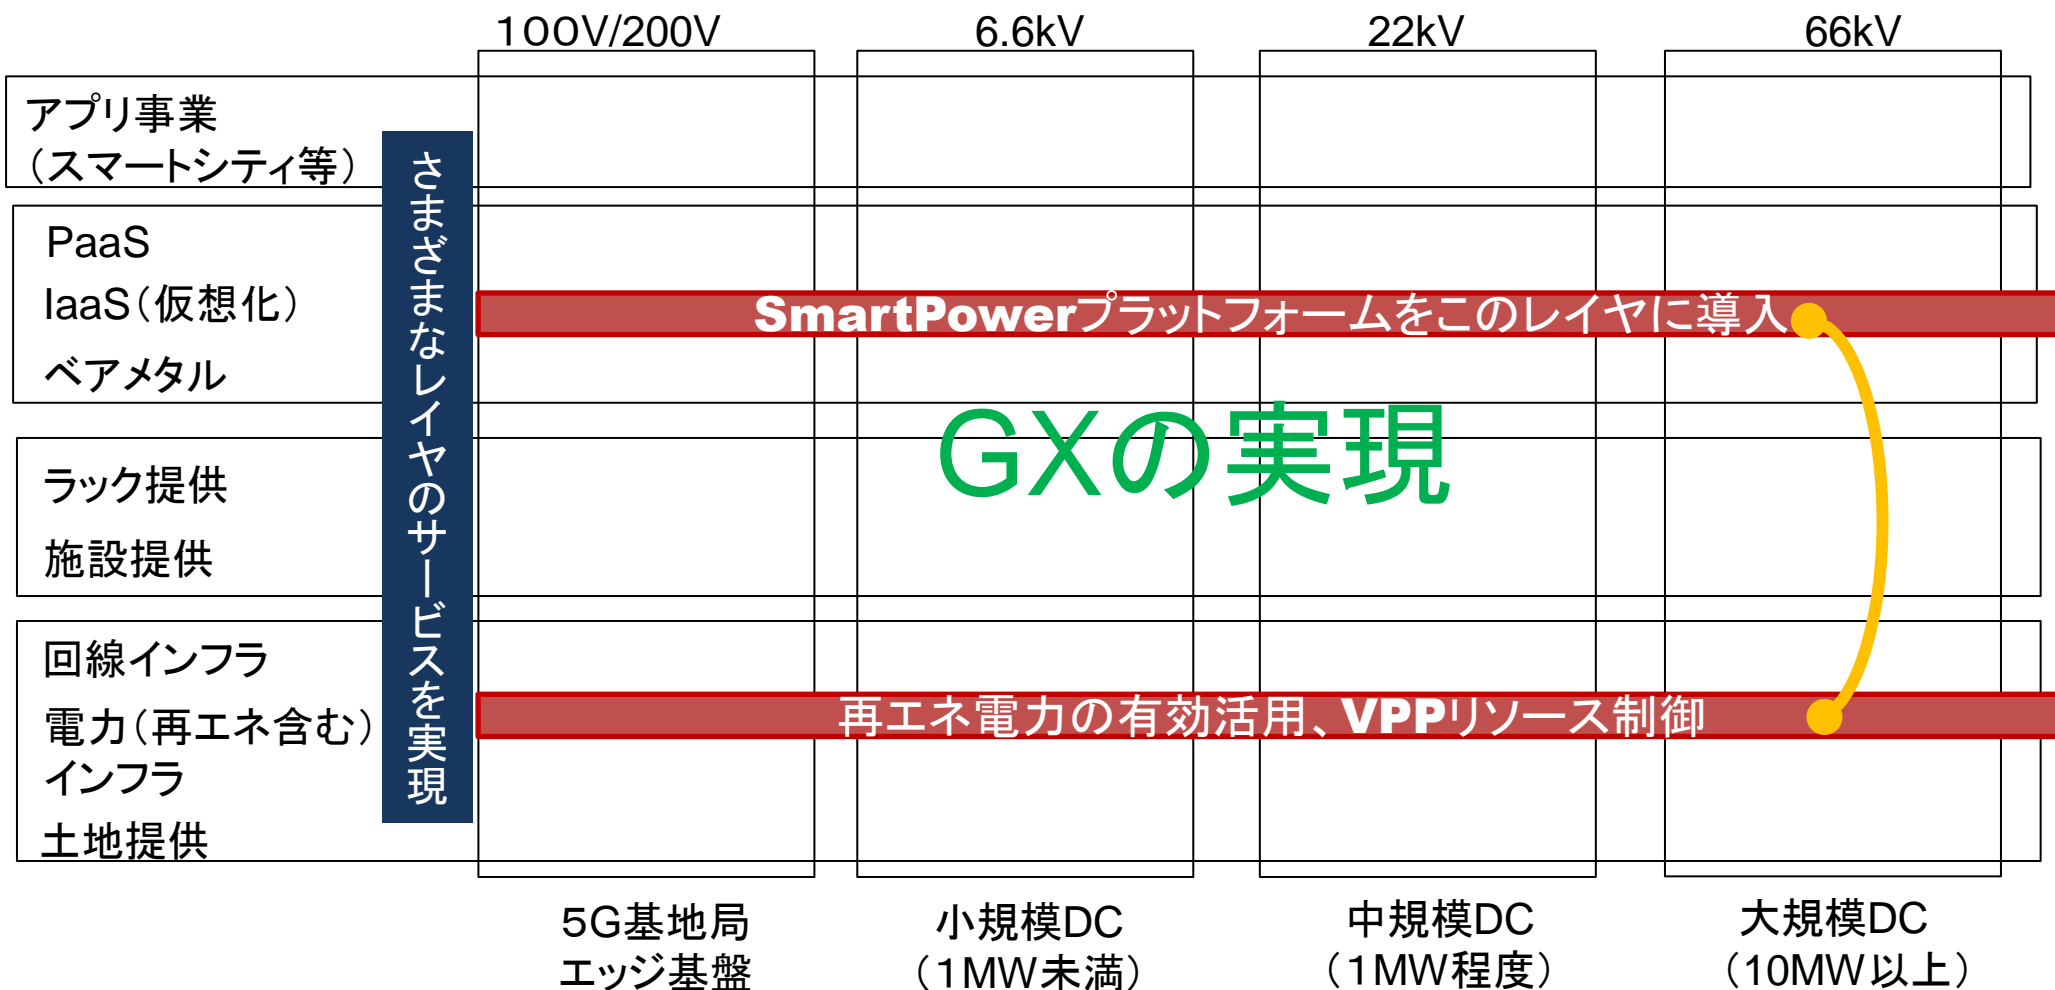 １００V/200V
6.6kV
22kV
66kV
アプリ事業
（スマートシティ等）
PaaS
IaaS（仮想化）
ベアメタル
ラック提供
施設提供
回線インフラ
電力（再エネ含む）
インフラ
土地提供
さまざまなレイヤのサービスを実現
SmartPowerプラットフォームをこのレイヤに導入
GXの実現
再エネ電力の有効活用、VPPリソース制御
５G基地局
エッジ基盤
小規模DC
（１MW未満）
中規模DC
（１MW程度）
大規模DC
（10MW以上）